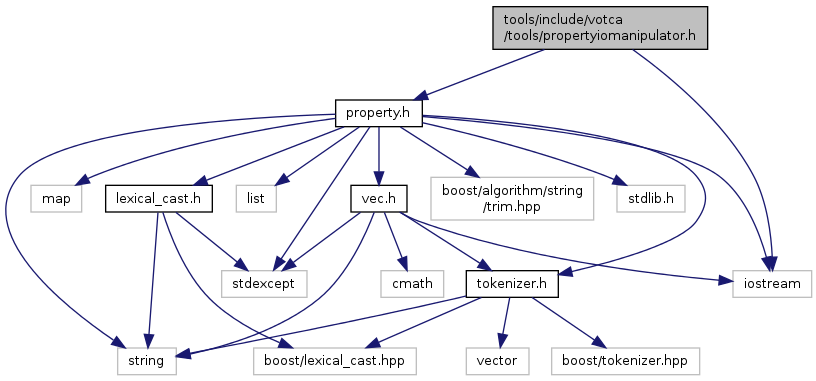 tools/include/votca
/tools/propertyiomanipulator.h
property.h
map
lexical_cast.h
list
vec.h
boost/algorithm/string
/trim.hpp
stdlib.h
stdexcept
cmath
tokenizer.h
iostream
string
boost/lexical_cast.hpp
vector
boost/tokenizer.hpp